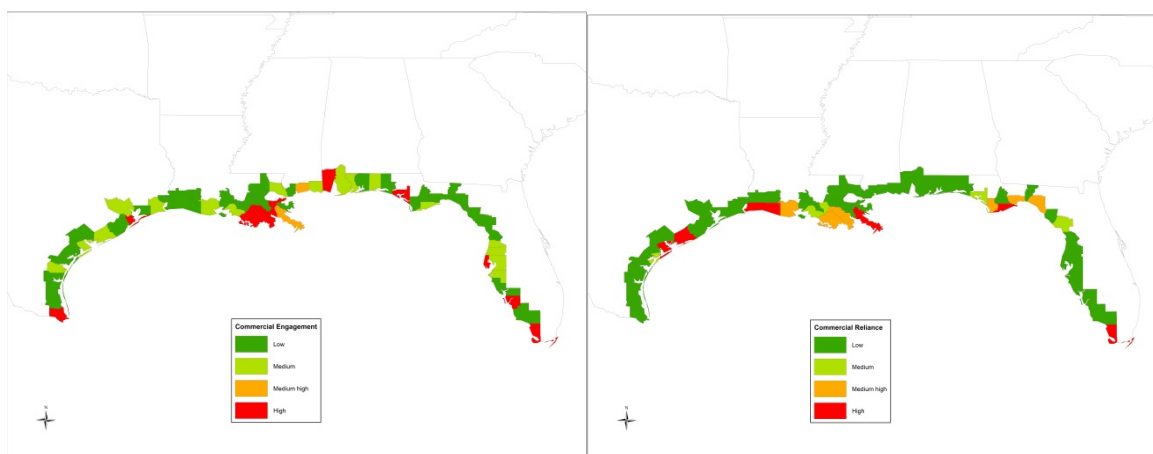 Commercial Engagement
Low
Medium
Medium high
High
N
Commercial Reliance
Low
Medium
Medium high
High
N